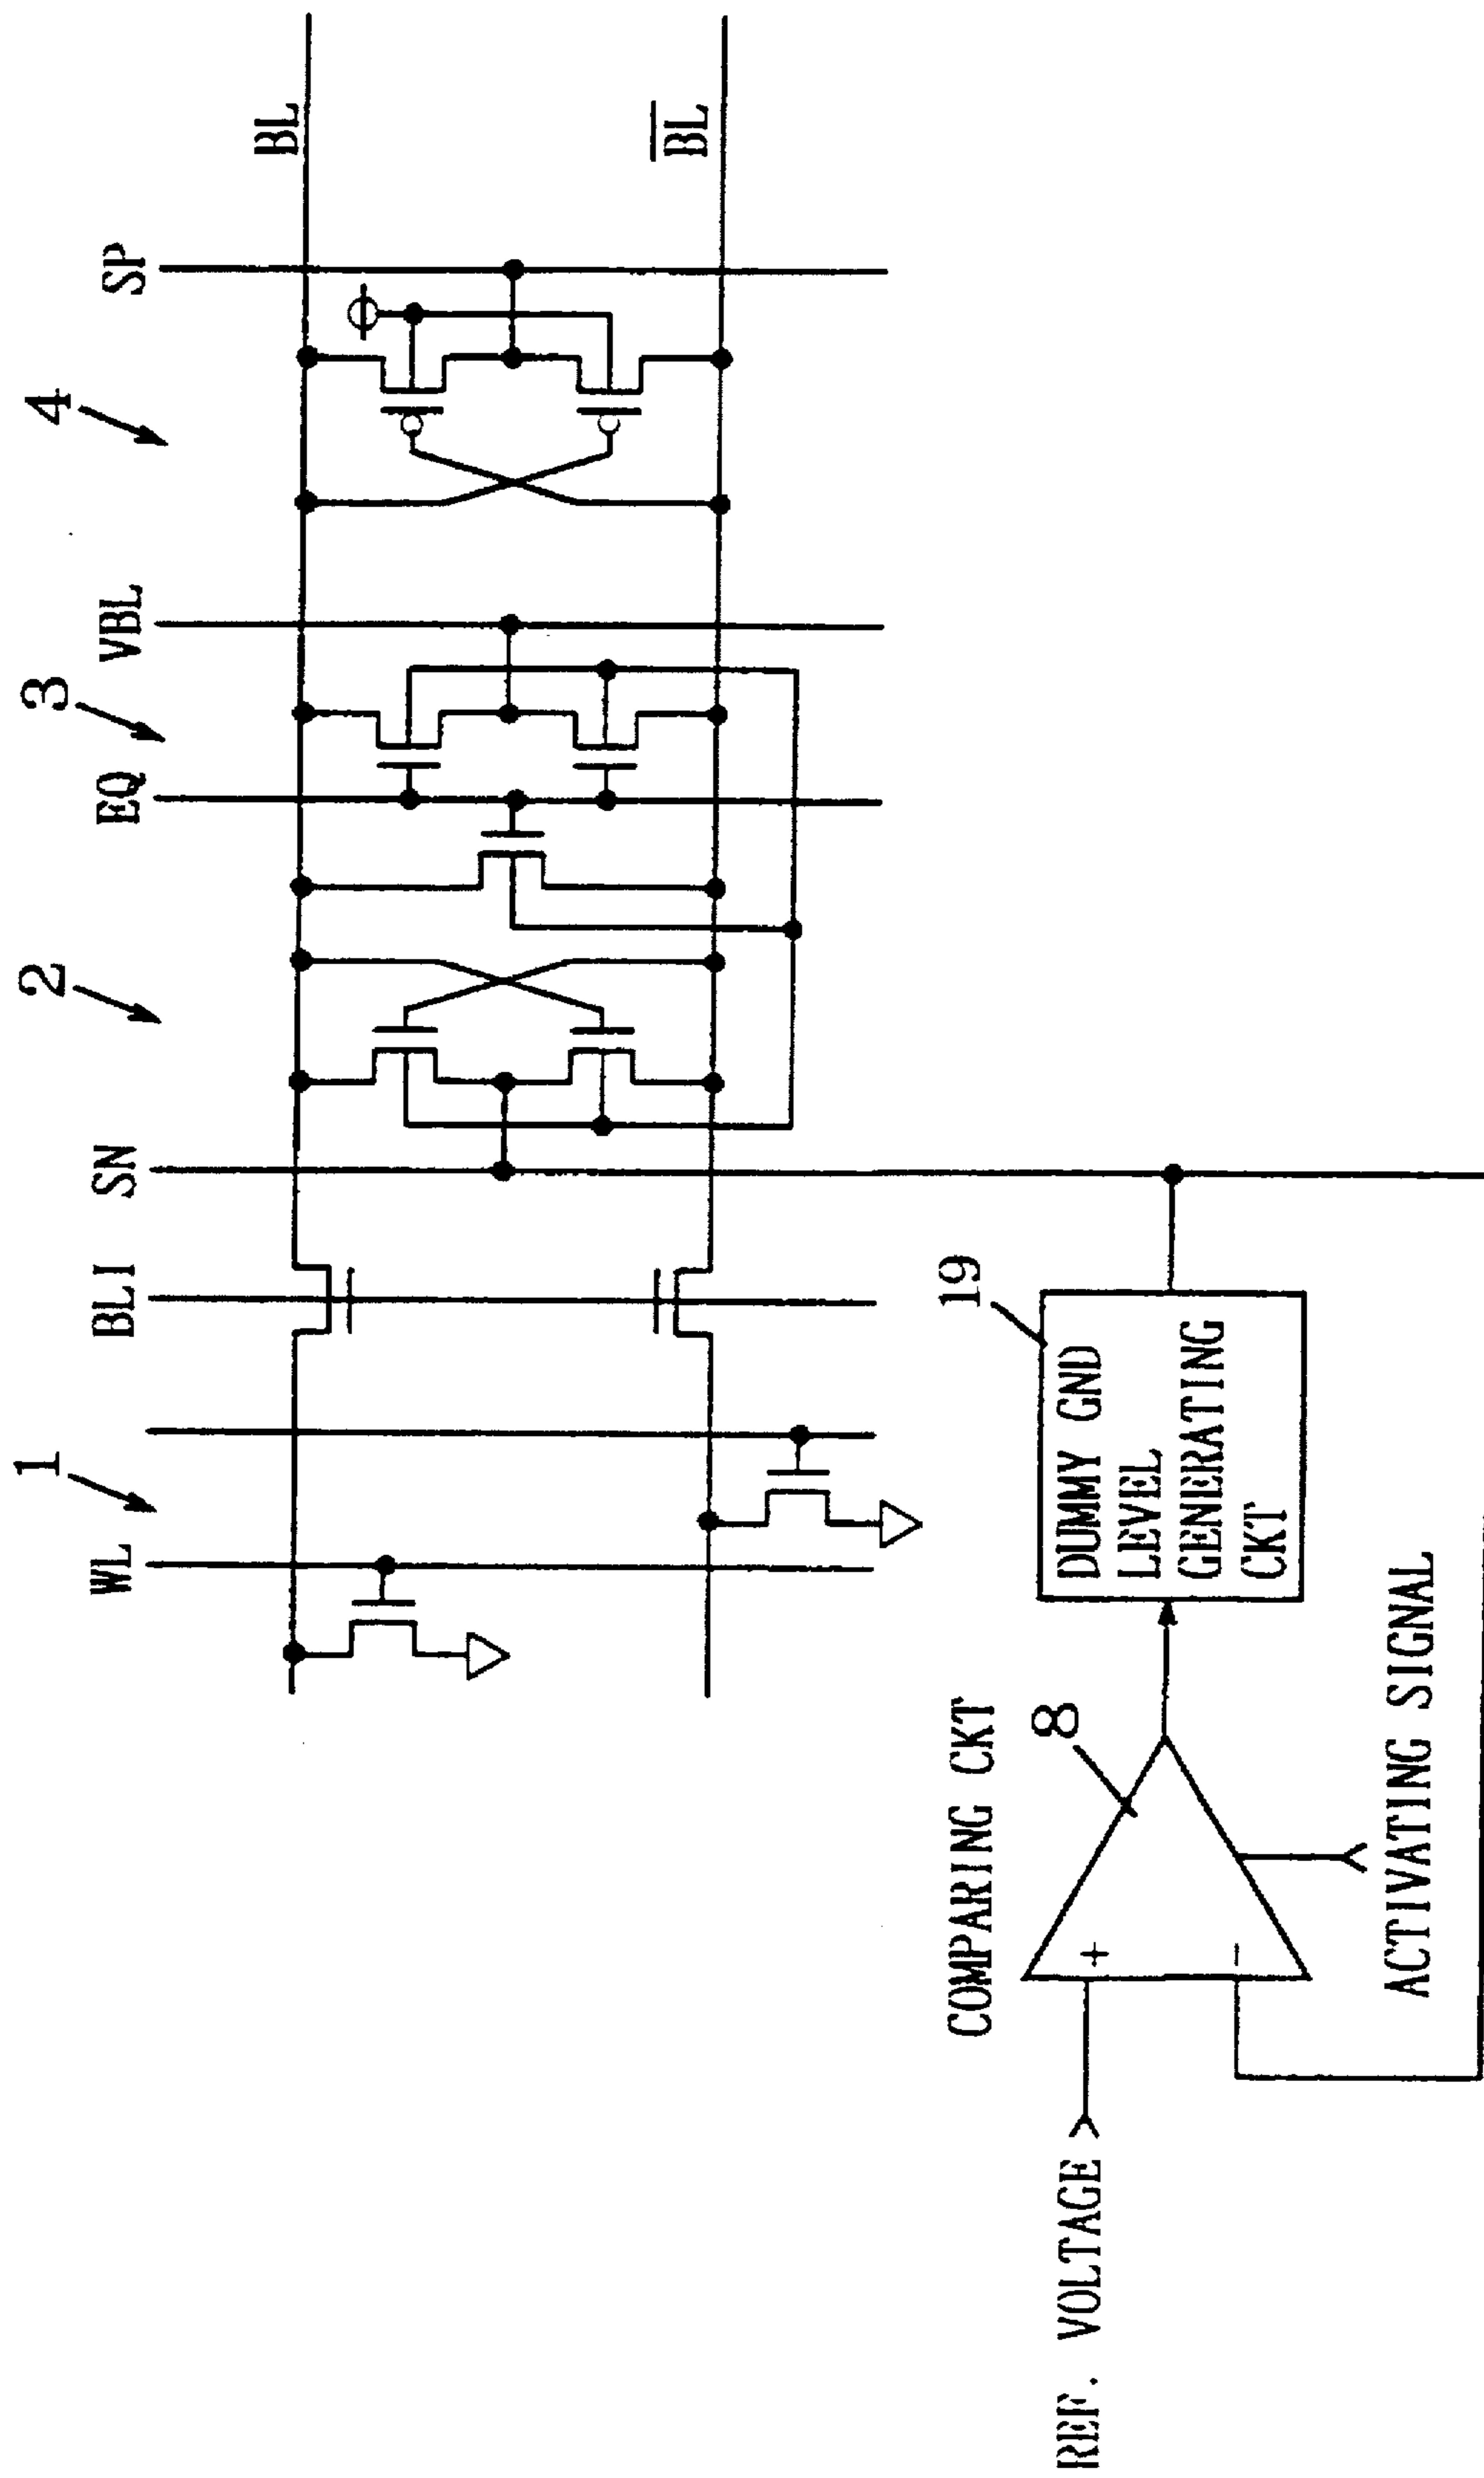 1
2
3
4
WL
BLI
SN
EQ
VBL
SP
BL
BL
COMPARING CKT
8
19
REF. VOLTAGE
+
-
DUMMY GND
LEVEL
GENERATING
CKT
ACTIVATING SIGNAL